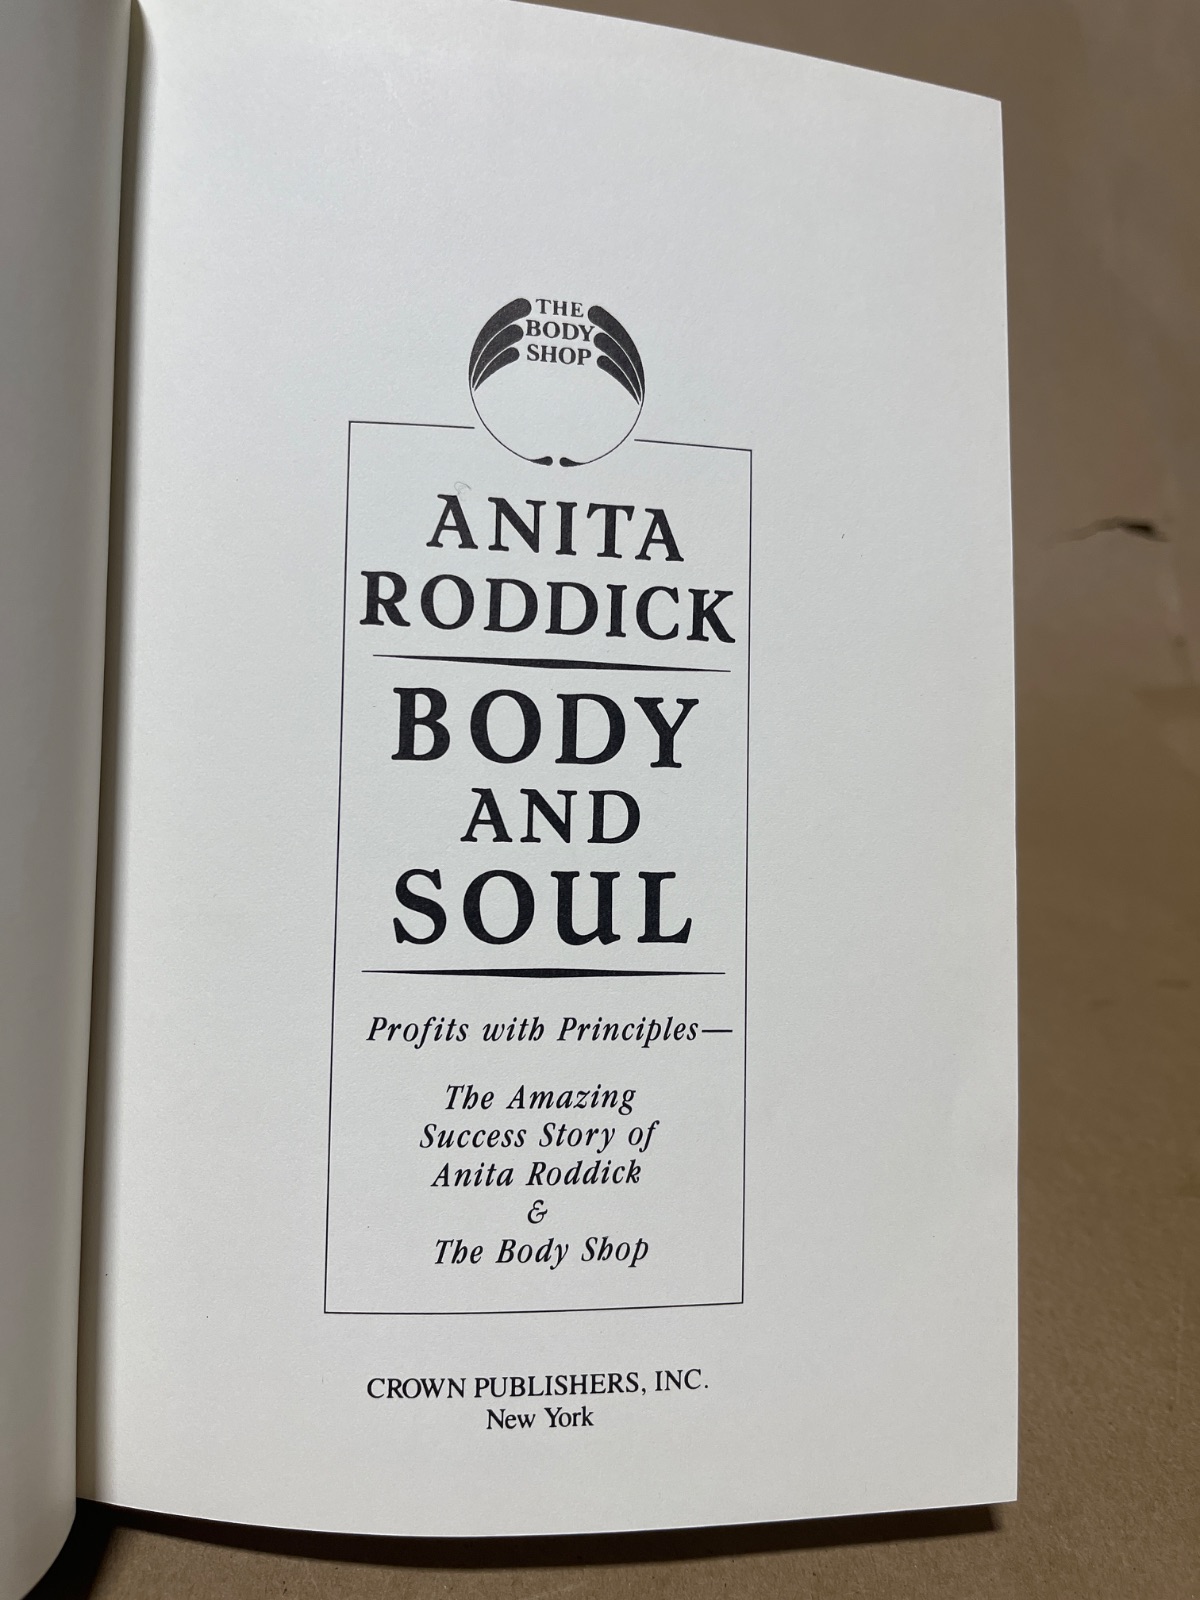 THE
BODY
SHOP
ANITA
RODDICK
BODY
AND
SOUL
Profits with Principles—
The Amazing
Success Story of
Anita Roddick
&
The Body Shop
CROWN PUBLISHERS, INC.
New York